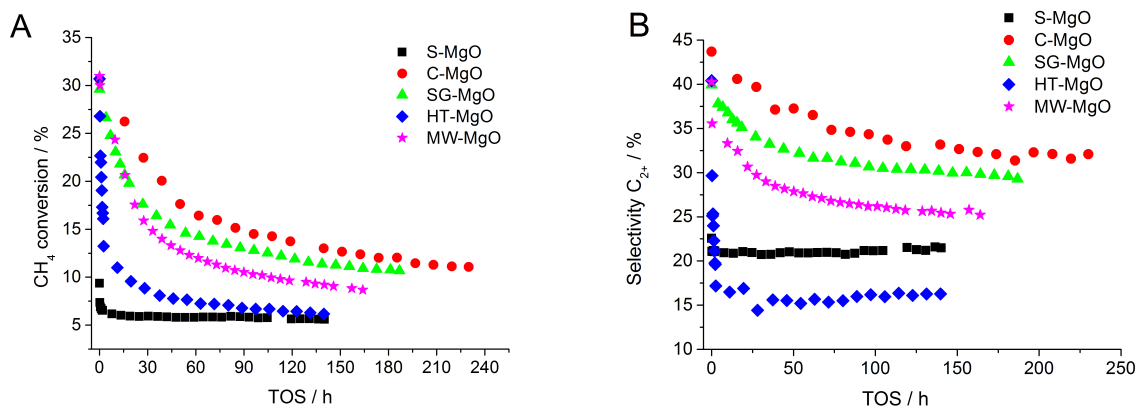 A
CH4 conversion / %
35
30
25
20
15
10
5
0 30 60 90 120 150 180 210 240
TOS / h
S-MgO
C-MgO
SG-MgO
HT-MgO
MW-MgO
B
Selectivity C2+ / %
45
40
35
30
25
20
15
10
0 50 100 150 200 250
TOS / h
S-MgO
C-MgO
SG-MgO
HT-MgO
MW-MgO